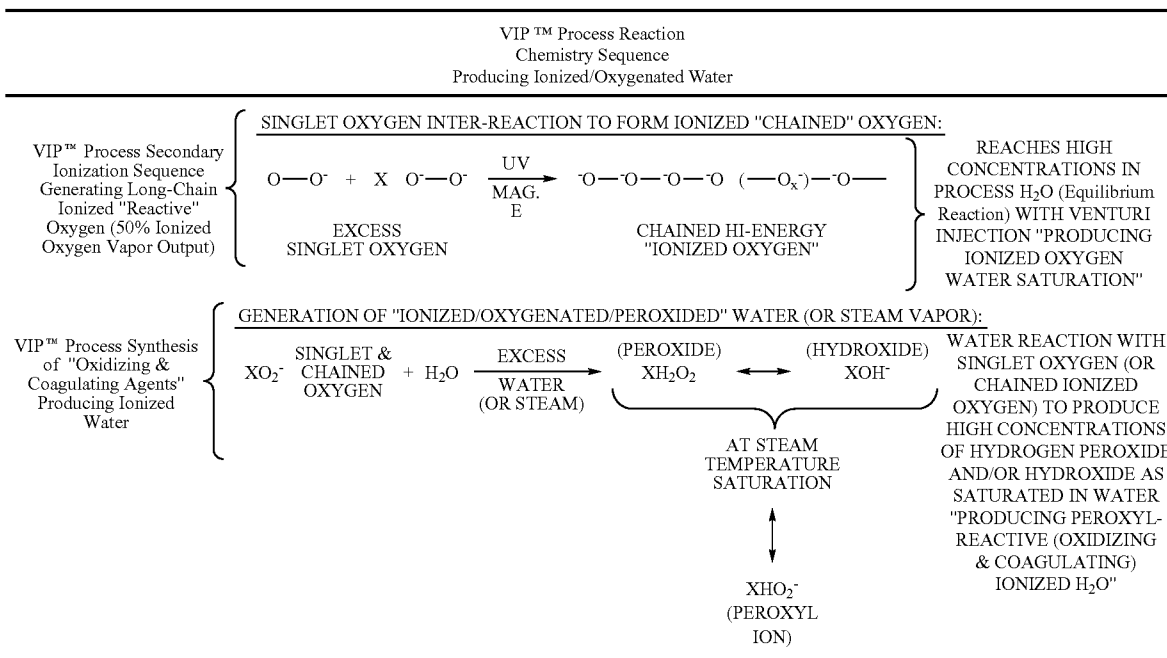 VIP ™ Process Reaction
Chemistry Sequence
Producing Ionized/Oxygenated Water
VIP™ Process Secondary
Ionization Sequence
Generating Long-Chain
Ionized "Reactive"
Oxygen (50% Ionized
Oxygen Vapor Output)
SINGLET OXYGEN INTER-REACTION TO FORM IONIZED "CHAINED" OXYGEN:
O—O⁻ + X O⁻—O⁻ UV MAG. E ⁻O—O⁻—O⁻—O (—Oₓ⁻)—⁻O—
EXCESS
SINGLET OXYGEN
CHAINED HI-ENERGY
"IONIZED OXYGEN"
REACHES HIGH
CONCENTRATIONS IN
PROCESS H₂O (Equilibrium
Reaction) WITH VENTURI
INJECTION "PRODUCING
IONIZED OXYGEN
WATER SATURATION"
VIP™ Process Synthesis
of "Oxidizing &
Coagulating Agents"
Producing Ionized
Water
GENERATION OF "IONIZED/OXYGENATED/PEROXIDED" WATER (OR STEAM VAPOR):
XO₂⁻
SINGLET &
CHAINED
OXYGEN
+ H₂O
EXCESS
WATER
(OR STEAM)
(PEROXIDE)
XH₂O₂
(HYDROXIDE)
XOH⁻
AT STEAM
TEMPERATURE
SATURATION
XHO₂⁻
(PEROXYL
ION)
WATER REACTION WITH
SINGLET OXYGEN (OR
CHAINED IONIZED
OXYGEN) TO PRODUCE
HIGH CONCENTRATIONS
OF HYDROGEN PEROXIDE
AND/OR HYDROXIDE AS
SATURATED IN WATER
"PRODUCING PEROXYL-
REACTIVE (OXIDIZING
& COAGULATING)
IONIZED H₂O"